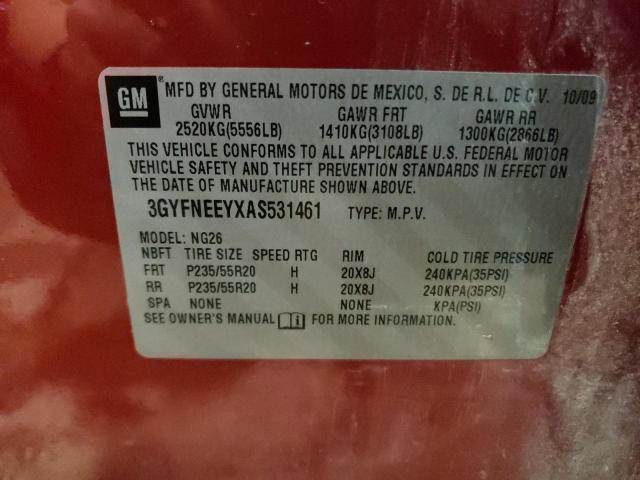 GM
® MFD BY GENERAL MOTORS DE MEXICO, S. DE R.L. DE C.V. 10/09
GVWR GAWR FRT GAWR RR
2520KG(5556LB) 1410KG(3108LB) 1300KG(2866LB)
THIS VEHICLE CONFORMS TO ALL APPLICABLE U.S. FEDERAL MOTOR
VEHICLE SAFETY AND THEFT PREVENTION STANDARDS IN EFFECT ON
THE DATE OF MANUFACTURE SHOWN ABOVE.
3GYFNEEYXAS531461 TYPE: M.P.V.
MODEL: NG26
NBFT TIRE SIZE SPEED RTG RIM COLD TIRE PRESSURE
FRT P235/55R20 H 20X8J 240KPA(35PSI)
RR P235/55R20 H 20X8J 240KPA(35PSI)
SPA NONE NONE KPA(PSI)
SEE OWNER'S MANUAL FOR MORE INFORMATION.